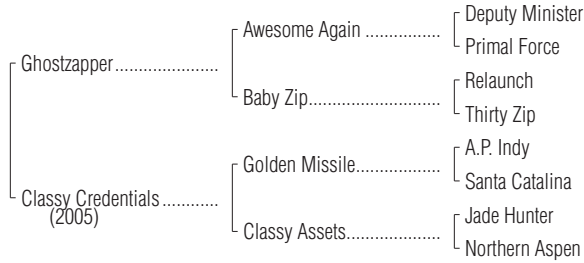 Deputy Minister
Awesome Again ..................
Primal Force
Ghostzapper.........................
Relaunch
Baby Zip................................
Thirty Zip
A.P. Indy
Golden Missile.....................
Santa Catalina
Classy Credentials .............
(2005)
Jade Hunter
Classy Assets.......................
Northern Aspen